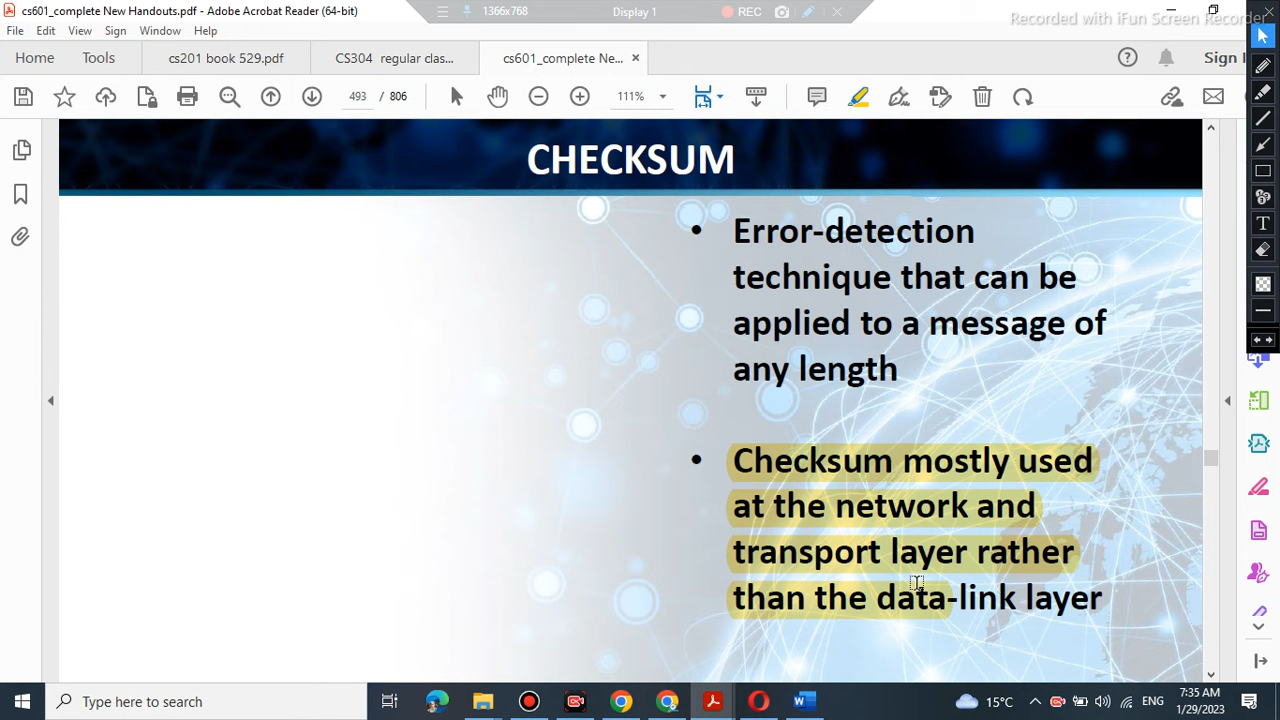 cs601_complete New Handouts.pdf - Adobe Acrobat Reader (64-bit)
1366x768
Display 1
REC
Recorded with iFun Screen Recorder
File Edit View Sign Window Help
Home Tools cs201 book 529.pdf CS304 regular clas... cs601_complete Ne... Sign
493 / 806 111%
CHECKSUM
• Error-detection
technique that can be
applied to a message of
any length
• Checksum mostly used
at the network and
transport layer rather
than the data-link layer
Type here to search
15°C
ENG
7:35 AM
1/29/2023